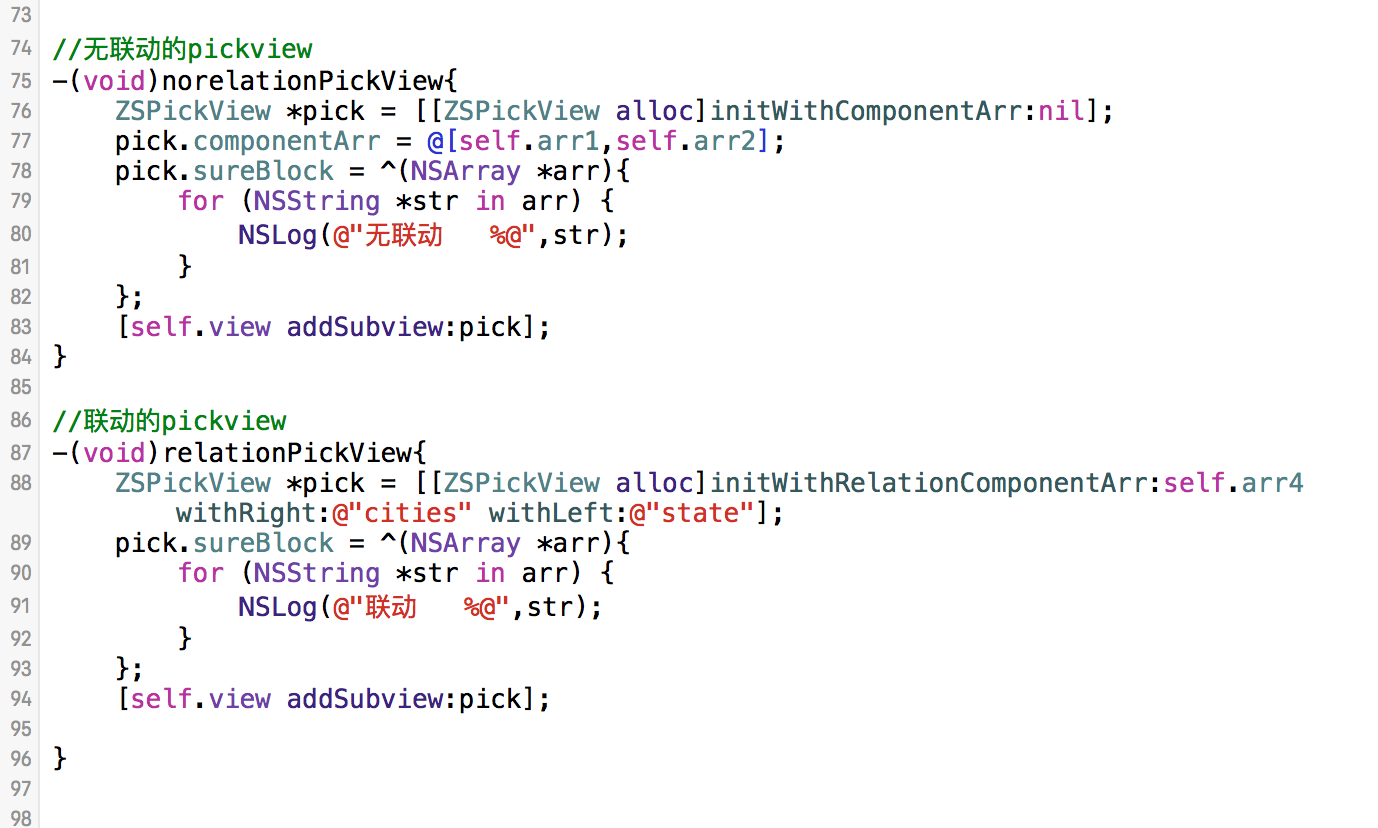 73
74 //无联动的pickview
75 -(void)norelationPickView{
76     ZSPickView *pick = [[ZSPickView alloc]initWithComponentArr:nil];
77     pick.componentArr = @[self.arr1,self.arr2];
78     pick.sureBlock = ^(NSArray *arr){
79         for (NSString *str in arr) {
80             NSLog(@"无联动   %@",str);
81         }
82     };
83     [self.view addSubview:pick];
84 }
85
86 //联动的pickview
87 -(void)relationPickView{
88     ZSPickView *pick = [[ZSPickView alloc]initWithRelationComponentArr:self.arr4
        withRight:@"cities" withLeft:@"state"];
89     pick.sureBlock = ^(NSArray *arr){
90         for (NSString *str in arr) {
91             NSLog(@"联动   %@",str);
92         }
93     };
94     [self.view addSubview:pick];
95
96 }
97
98